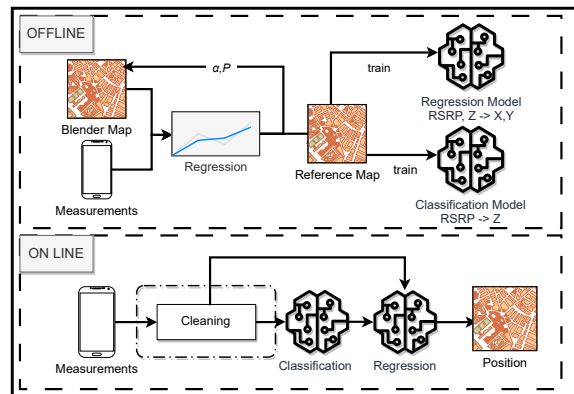 OFFLINE
α,P
train
Blender Map
Regression
Reference Map
Regression Model
RSRP, Z -> X,Y
train
Measurements
Classification Model
RSRP -> Z
ON LINE
Cleaning
Measurements
Classification
Regression
Position